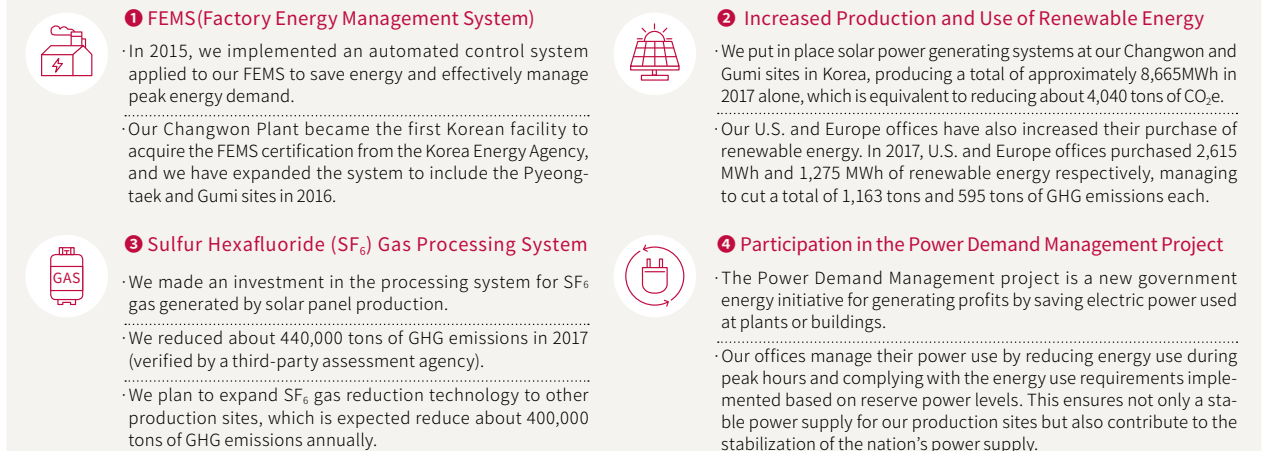 ❶ FEMS(Factory Energy Management System)
·In 2015, we implemented an automated control system
applied to our FEMS to save energy and effectively manage
peak energy demand.
·Our Changwon Plant became the first Korean facility to
acquire the FEMS certification from the Korea Energy Agency,
and we have expanded the system to include the Pyeong-
taek and Gumi sites in 2016.
❷ Increased Production and Use of Renewable Energy
·We put in place solar power generating systems at our Changwon and
Gumi sites in Korea, producing a total of approximately 8,665MWh in
2017 alone, which is equivalent to reducing about 4,040 tons of CO₂e.
·Our U.S. and Europe offices have also increased their purchase of
renewable energy. In 2017, U.S. and Europe offices purchased 2,615
MWh and 1,275 MWh of renewable energy respectively, managing
to cut a total of 1,163 tons and 595 tons of GHG emissions each.
GAS
❸ Sulfur Hexafluoride (SF₆) Gas Processing System
·We made an investment in the processing system for SF₆
gas generated by solar panel production.
·We reduced about 440,000 tons of GHG emissions in 2017
(verified by a third-party assessment agency).
·We plan to expand SF₆ gas reduction technology to other
production sites, which is expected reduce about 400,000
tons of GHG emissions annually.
❹ Participation in the Power Demand Management Project
·The Power Demand Management project is a new government
energy initiative for generating profits by saving electric power used
at plants or buildings.
·Our offices manage their power use by reducing energy use during
peak hours and complying with the energy use requirements imple-
mented based on reserve power levels. This ensures not only a sta-
ble power supply for our production sites but also contribute to the
stabilization of the nation's power supply.